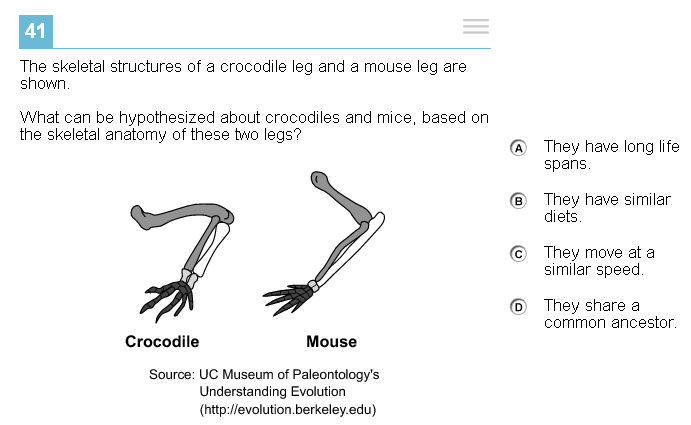 41
The skeletal structures of a crocodile leg and a mouse leg are
shown.
What can be hypothesized about crocodiles and mice, based on
the skeletal anatomy of these two legs?
Crocodile
Mouse
Source: UC Museum of Paleontology's
Understanding Evolution
(http://evolution.berkeley.edu)
A They have long life
spans.
B They have similar
diets.
C They move at a
similar speed.
D They share a
common ancestor.